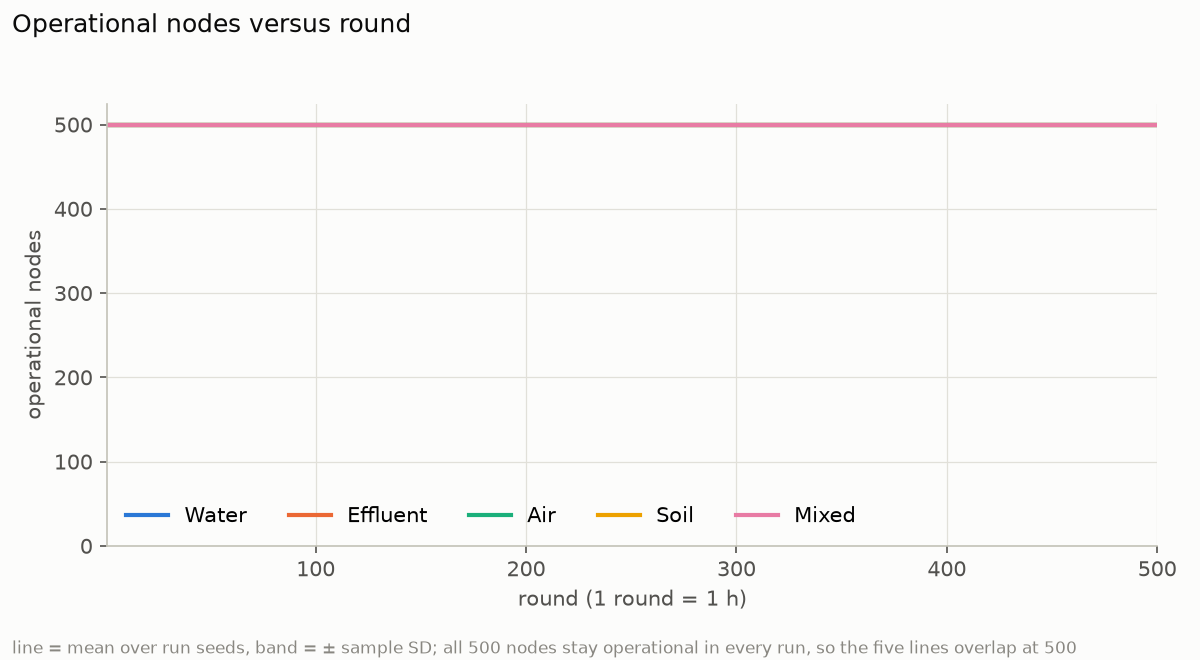 Operational nodes versus round
500
400
300
200
100
0
operational nodes
Water Effluent Air Soil Mixed
100 200 300 400 500
round (1 round = 1 h)
line = mean over run seeds, band = ± sample SD; all 500 nodes stay operational in every run, so the five lines overlap at 500